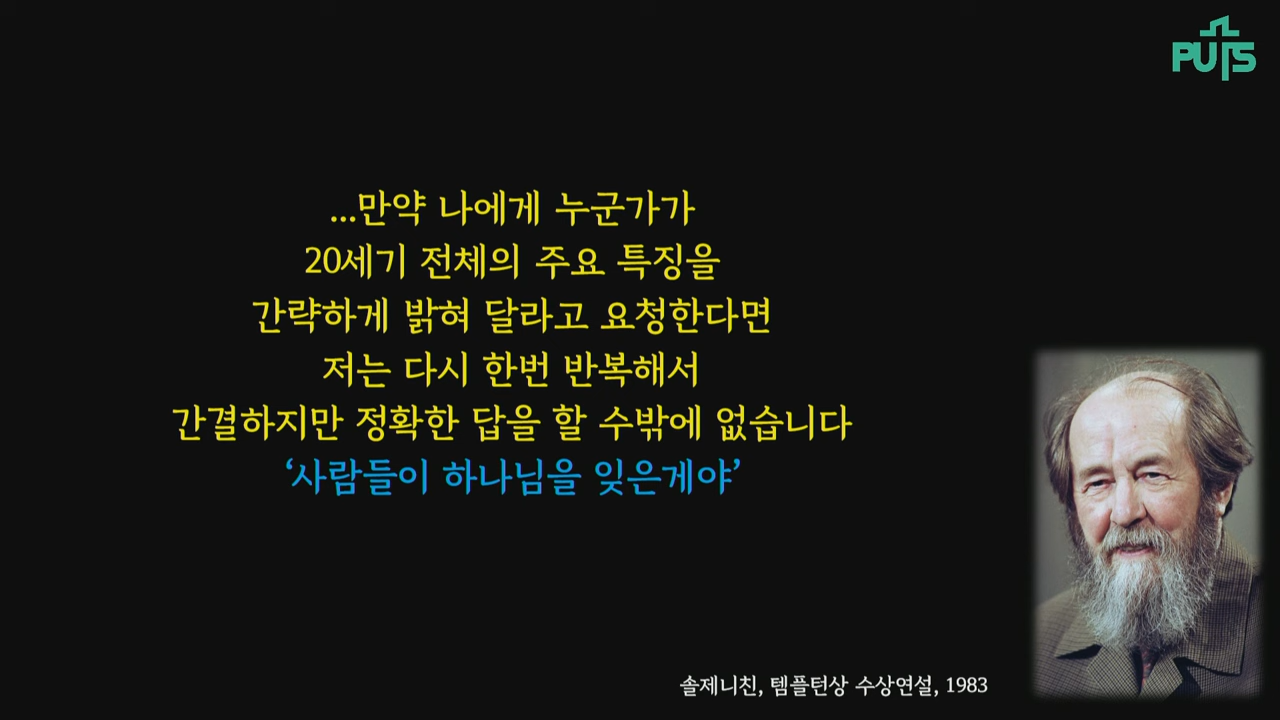 PUTS
...만약 나에게 누군가가
20세기 전체의 주요 특징을
간략하게 밝혀 달라고 요청한다면
저는 다시 한번 반복해서
간결하지만 정확한 답을 할 수밖에 없습니다
‘사람들이 하나님을 잊은게야’
솔제니친, 템플턴상 수상연설, 1983